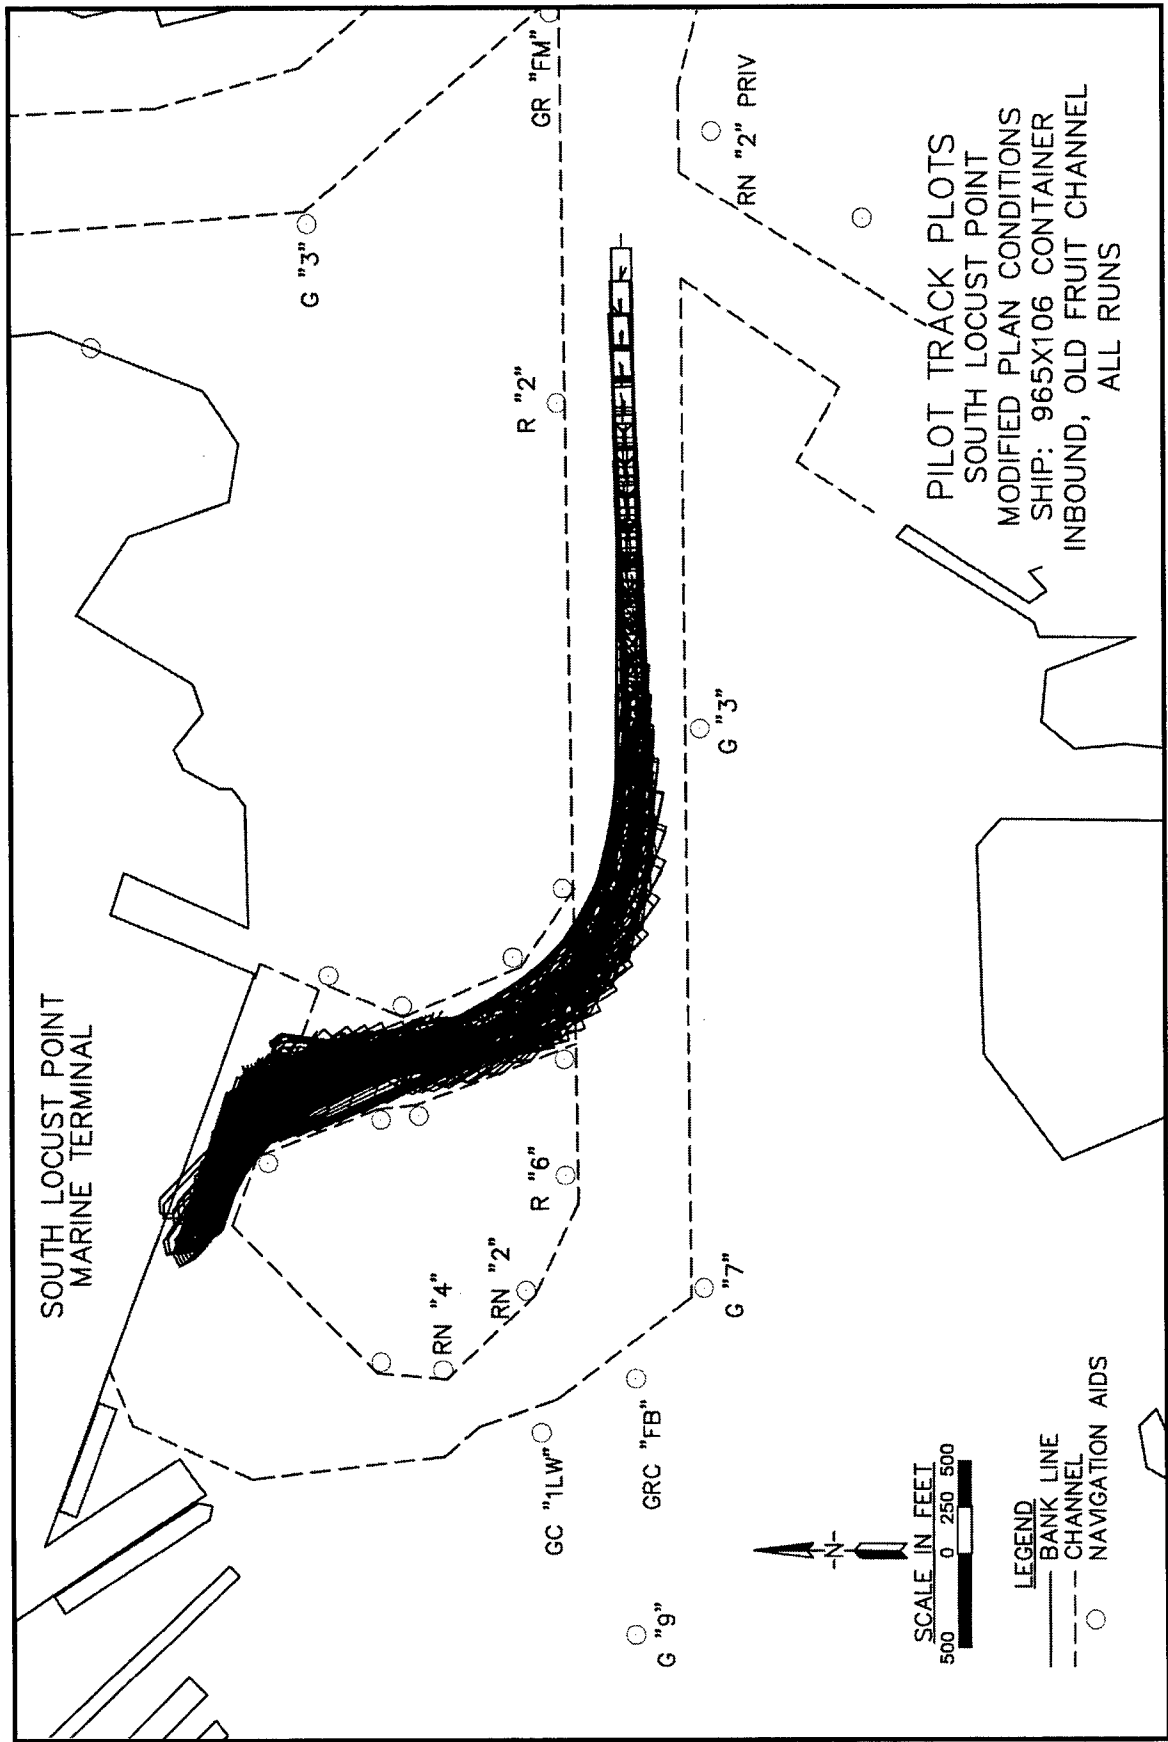 SOUTH LOCUST POINT
MARINE TERMINAL
G "3"
R "2"
GR "FM"
RN "2" PRIV
G "3"
R "6"
RN "2"
RN "4"
G "7"
GC "1LW"
GRC "FB"
G "9"
-N-
SCALE IN FEET
500 0 250 500
LEGEND
BANK LINE
CHANNEL
NAVIGATION AIDS
PILOT TRACK PLOTS
SOUTH LOCUST POINT
MODIFIED PLAN CONDITIONS
SHIP: 965X106 CONTAINER
INBOUND, OLD FRUIT CHANNEL
ALL RUNS